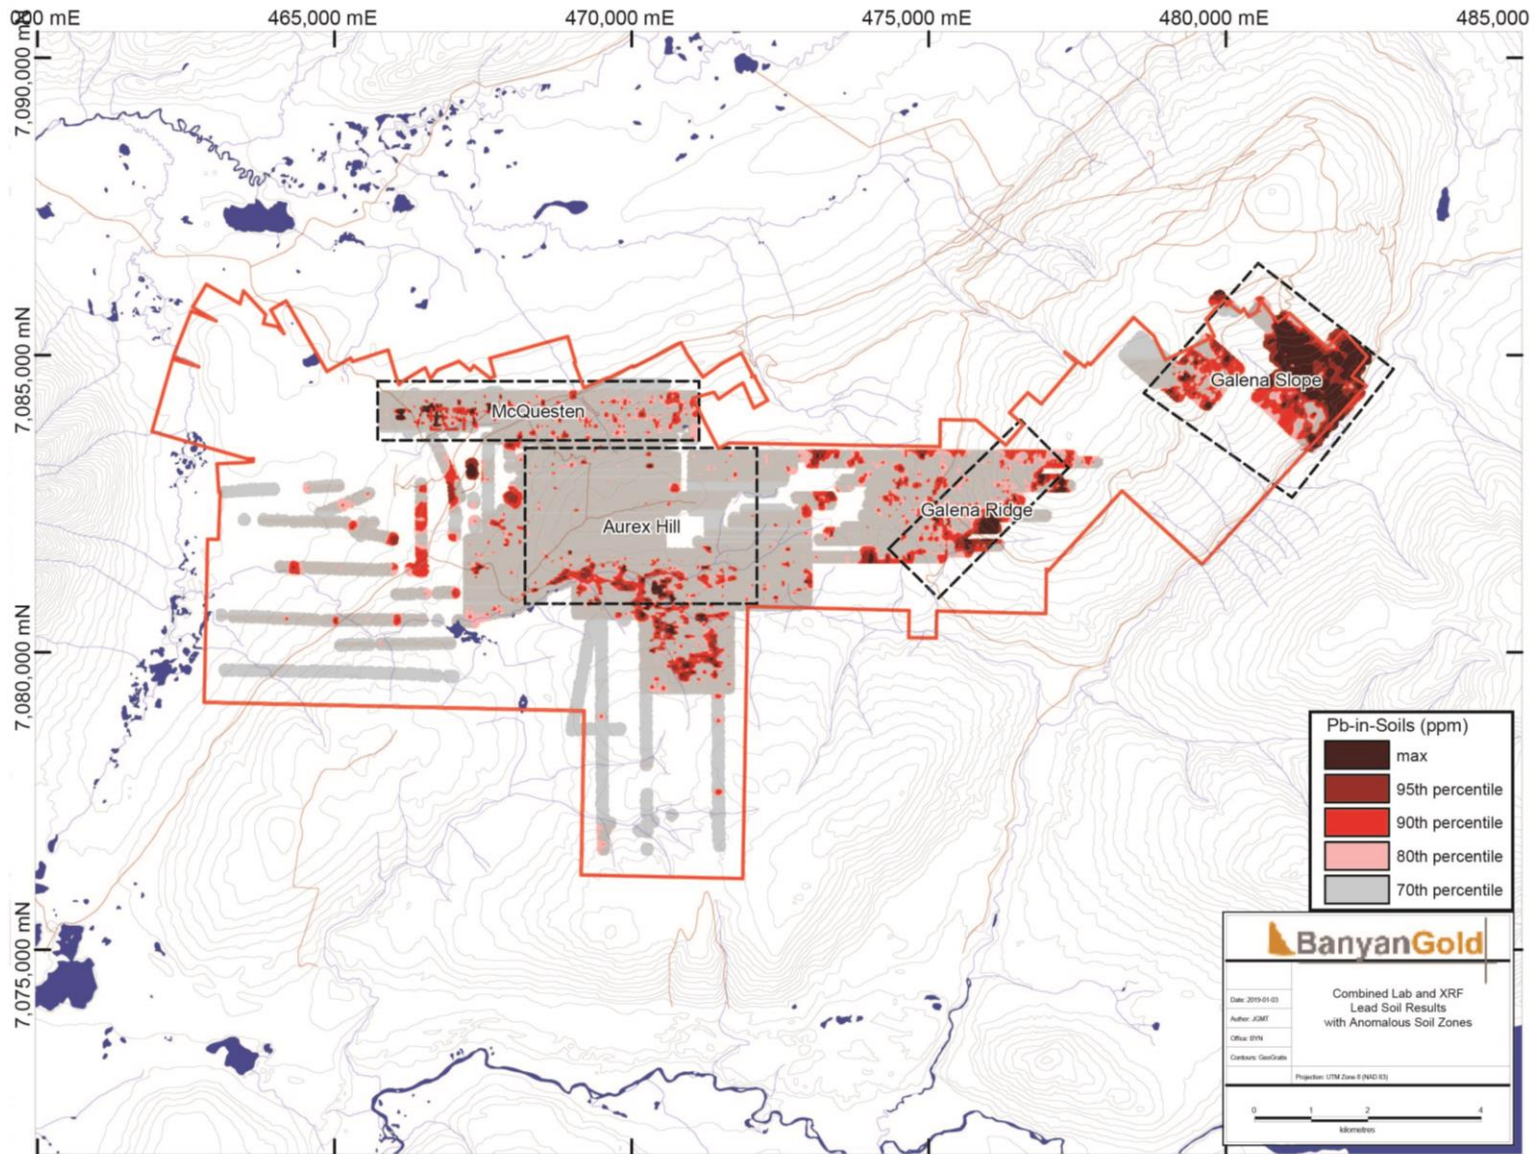 465,000 mE
470,000 mE
475,000 mE
480,000 mE
485,000
7,090,000 mN
7,085,000 mN
7,080,000 mN
7,075,000 mN
McQuesten
Aurex Hill
Galena Ridge
Galena Slope
Pb-in-Soils (ppm)
max
95th percentile
90th percentile
80th percentile
70th percentile
BanyanGold
Date: 2019-01-03
Author: JGMT
Office: BYN
Contours: GeoGratis
Combined Lab and XRF
Lead Soil Results
with Anomalous Soil Zones
Projection: UTM Zone 8 (NAD 83)
0 1 2 4
kilometres